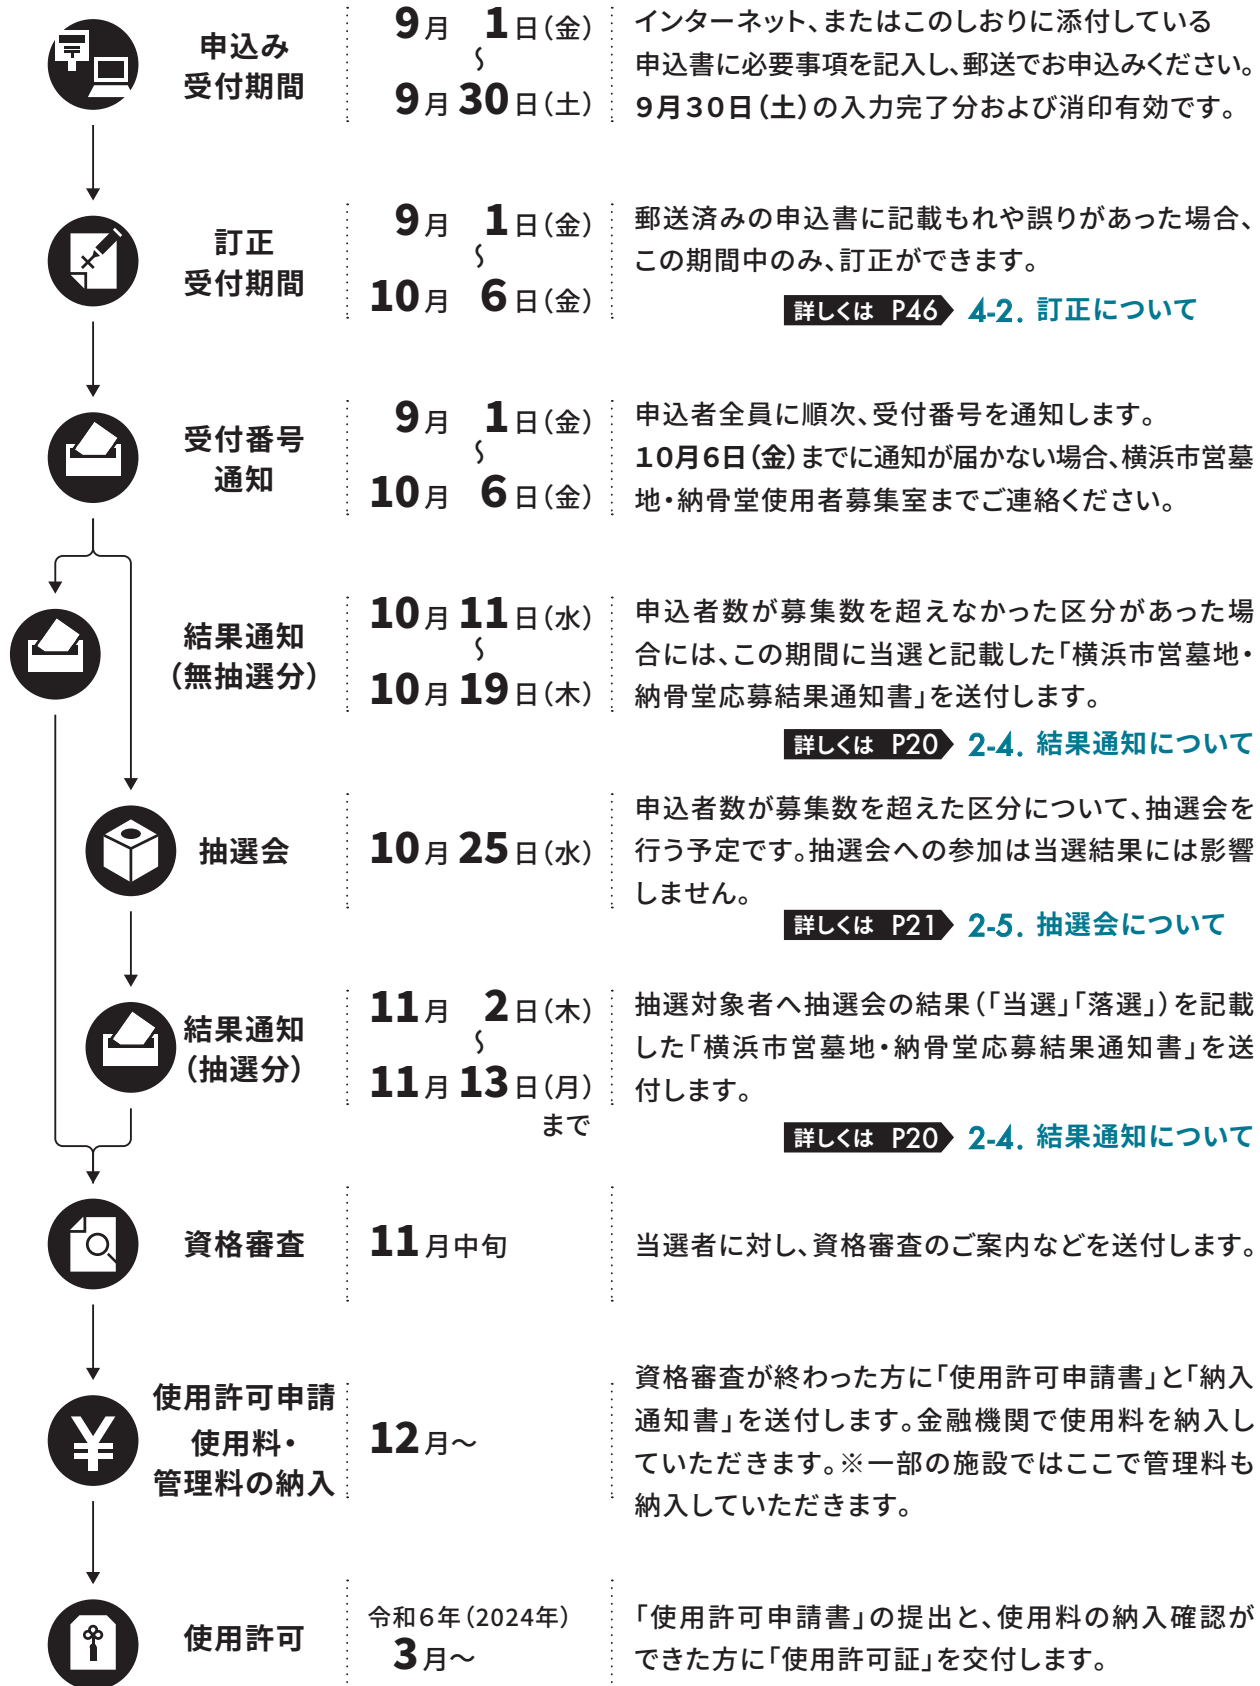 申込み
受付期間
9月 1日(金)
〜
9月30日(土)
インターネット、またはこのしおりに添付している
申込書に必要事項を記入し、郵送でお申込みください。
9月30日(土)の入力完了分および消印有効です。
訂正
受付期間
9月 1日(金)
〜
10月 6日(金)
郵送済みの申込書に記載もれや誤りがあった場合、
この期間中のみ、訂正ができます。
詳しくは P46 4-2. 訂正について
受付番号
通知
9月 1日(金)
〜
10月 6日(金)
申込者全員に順次、受付番号を通知します。
10月6日(金)までに通知が届かない場合、横浜市営墓
地・納骨堂使用者募集室までご連絡ください。
結果通知
(無抽選分)
10月11日(水)
〜
10月19日(木)
申込者数が募集数を超えなかった区分があった場
合には、この期間に当選と記載した「横浜市営墓地・
納骨堂応募結果通知書」を送付します。
詳しくは P20 2-4. 結果通知について
抽選会
10月25日(水)
申込者数が募集数を超えた区分について、抽選会を
行う予定です。抽選会への参加は当選結果には影響
しません。
詳しくは P21 2-5. 抽選会について
結果通知
(抽選分)
11月 2日(木)
〜
11月13日(月)
まで
抽選対象者へ抽選会の結果(「当選」「落選」)を記載
した「横浜市営墓地・納骨堂応募結果通知書」を送
付します。
詳しくは P20 2-4. 結果通知について
資格審査
11月中旬
当選者に対し、資格審査のご案内などを送付します。
使用許可申請
使用料・
管理料の納入
12月〜
資格審査が終わった方に「使用許可申請書」と「納入
通知書」を送付します。金融機関で使用料を納入し
ていただきます。※一部の施設ではここで管理料も
納入していただきます。
使用許可
令和6年(2024年)
3月〜
「使用許可申請書」の提出と、使用料の納入確認が
できた方に「使用許可証」を交付します。